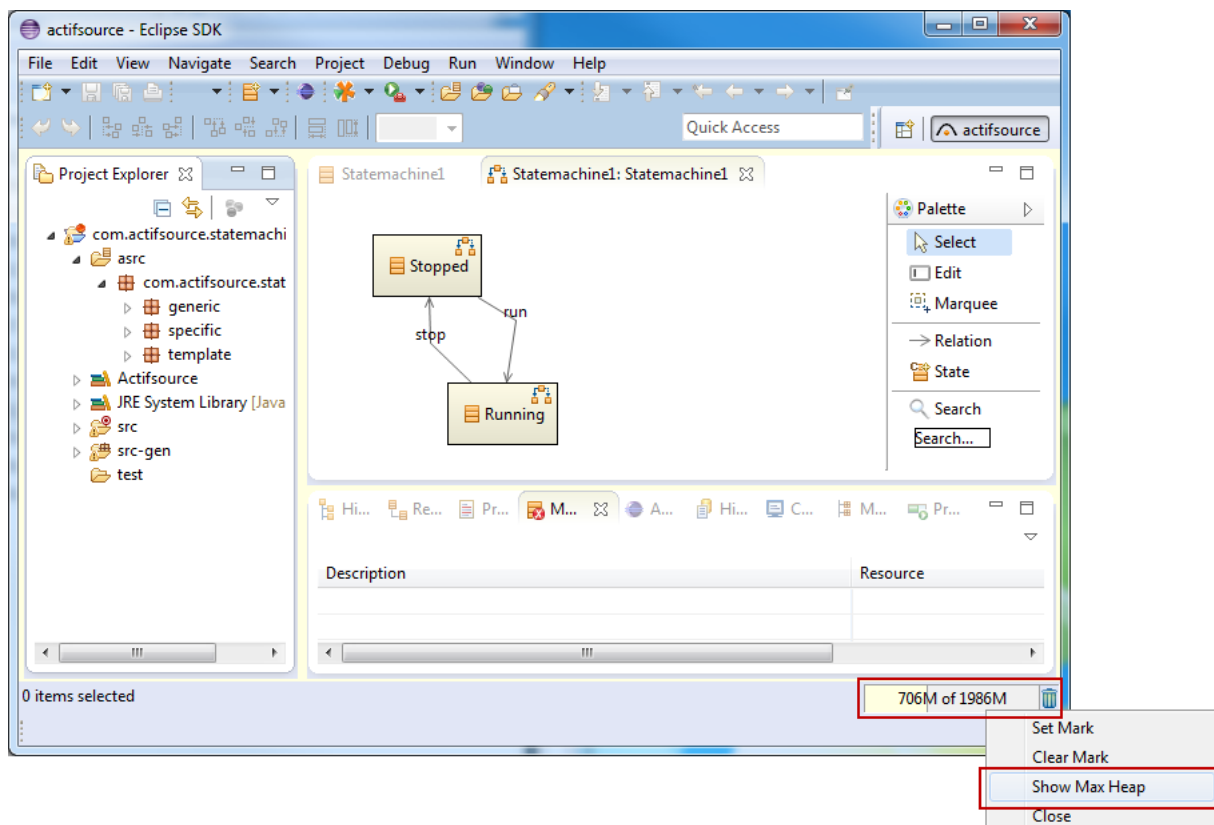 actifsource - Eclipse SDK
File Edit View Navigate Search Project Debug Run Window Help
Quick Access
actifsource
Project Explorer
com.actifsource.statemachi
asrc
com.actifsource.stat
generic
specific
template
Actifsource
JRE System Library [Java
src
src-gen
test
Statemachine1
Statemachine1: Statemachine1
Stopped
run
stop
Running
Palette
Select
Edit
Marquee
Relation
State
Search
Search...
Hi... Re... Pr... M... A... Hi... C... M... Pr...
Description Resource
0 items selected
706M of 1986M
Set Mark
Clear Mark
Show Max Heap
Close